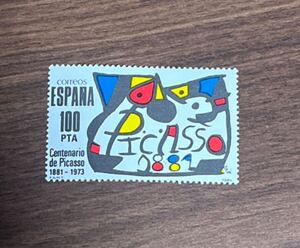 correos
ESPAÑA
100
PTA
Centenario
de Picasso
1881 - 1973
PicAsso
1881